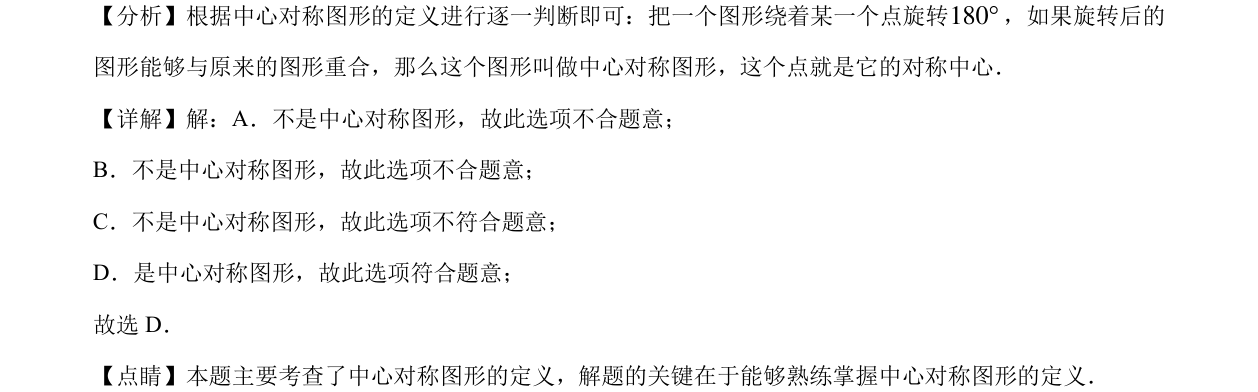 【分析】根据中心对称图形的定义进行逐一判断即可：把一个图形绕着某一个点旋转180°，如果旋转后的
图形能够与原来的图形重合，那么这个图形叫做中心对称图形，这个点就是它的对称中心．
【详解】解：A．不是中心对称图形，故此选项不合题意；
B．不是中心对称图形，故此选项不合题意；
C．不是中心对称图形，故此选项不符合题意；
D．是中心对称图形，故此选项符合题意；
故选 D．
【点睛】本题主要考查了中心对称图形的定义，解题的关键在于能够熟练掌握中心对称图形的定义．